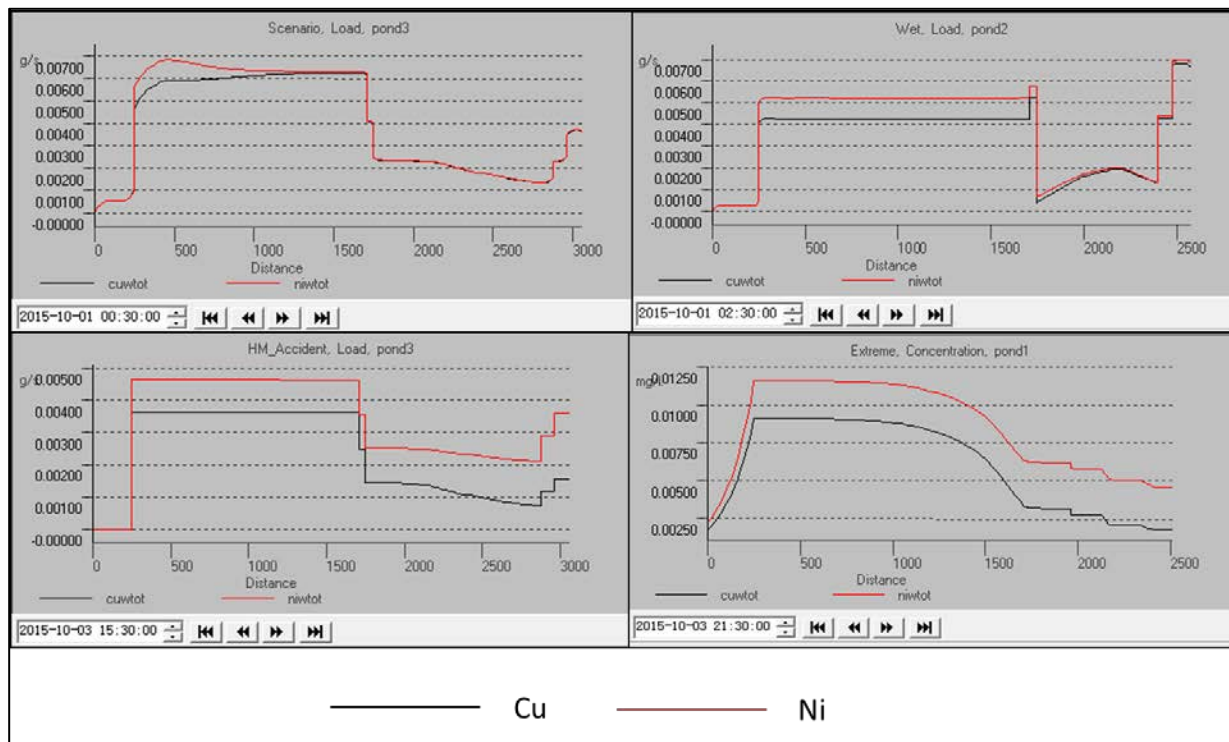 Scenario, Load, pond3
g/s
0.00700
0.00600
0.00500
0.00400
0.00300
0.00200
0.00100
-0.00000
0 500 1000 1500 2000 2500 3000
Distance
cuwtot niwtot
2015-10-01 00:30:00
Wet, Load, pond2
g/s
0.00700
0.00600
0.00500
0.00400
0.00300
0.00200
0.00100
-0.00000
0 500 1000 1500 2000 2500
Distance
cuwtot niwtot
2015-10-01 02:30:00
HM_Accident, Load, pond3
0.00500
0.00400
0.00300
0.00200
0.00100
-0.00000
0 500 1000 1500 2000 2500 3000
Distance
cuwtot niwtot
2015-10-03 15:30:00
Extreme, Concentration, pond1
0.01250
0.01000
0.00750
0.00500
0.00250
0 500 1000 1500 2000 2500
Distance
cuwtot niwtot
2015-10-03 21:30:00
Cu Ni